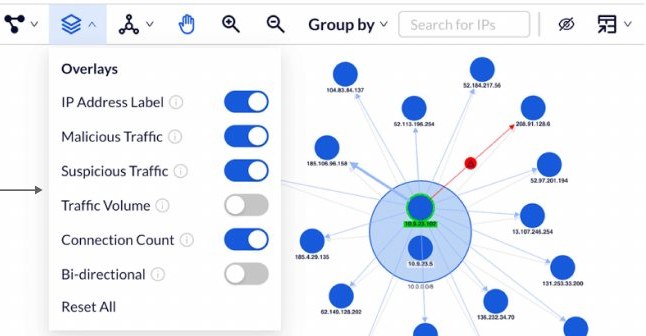 Group by
Search for IPs
Overlays
IP Address Label
Malicious Traffic
Suspicious Traffic
Traffic Volume
Connection Count
Bi-directional
Reset All
104.83.84.137
52.184.217.56
52.113.196.254
208.91.128.6
185.106.96.158
52.97.201.194
13.107.246.254
185.4.29.135
10.9.23.5
131.253.33.200
62.149.128.202
136.232.34.70